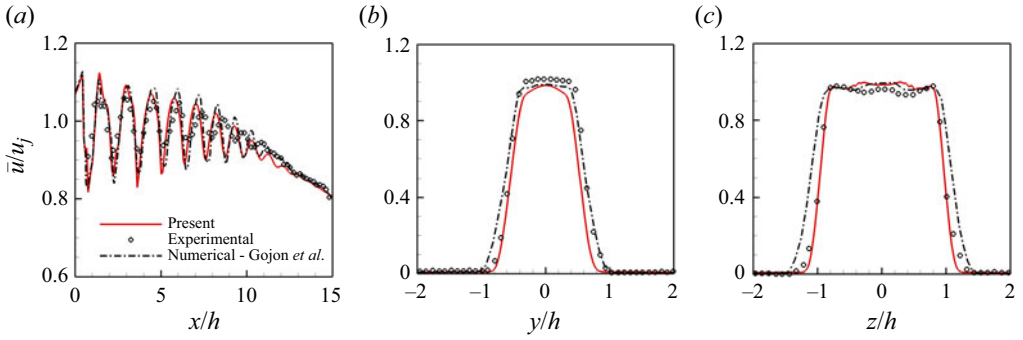 (a)
1.2
1.0
0.8
0.6
ū/u_j
0 5 10 15
x/h
Present
Experimental
Numerical - Gojon et al.
(b)
1.2
0.8
0.4
0
–2 –1 0 1 2
y/h
(c)
1.2
0.8
0.4
0
–2 –1 0 1 2
z/h